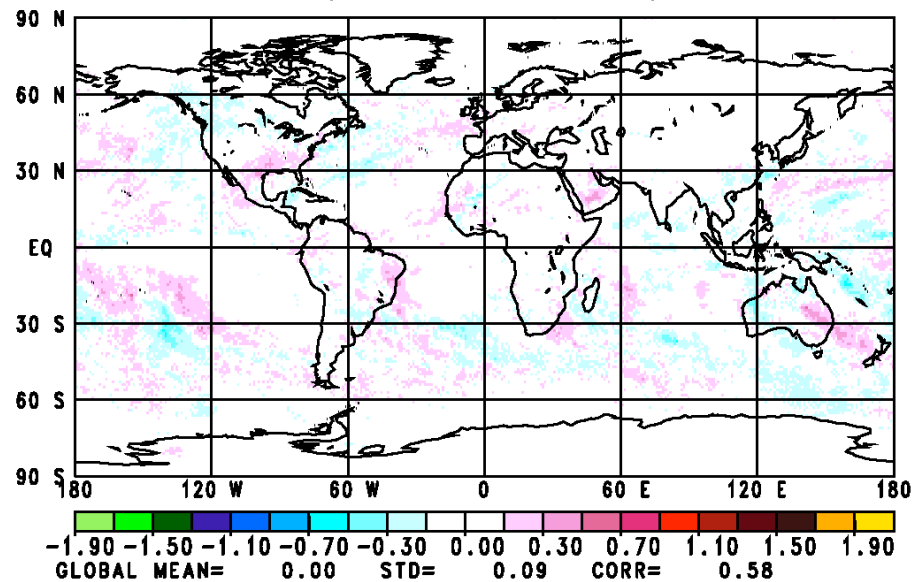 90 N
60 N
30 N
EQ
30 S
60 S
90 S
180 120 W 60 W 0 60 E 120 E 180
-1.90 -1.50 -1.10 -0.70 -0.30 0.00 0.30 0.70 1.10 1.50 1.90
GLOBAL MEAN= 0.00 STD= 0.09 CORR= 0.58